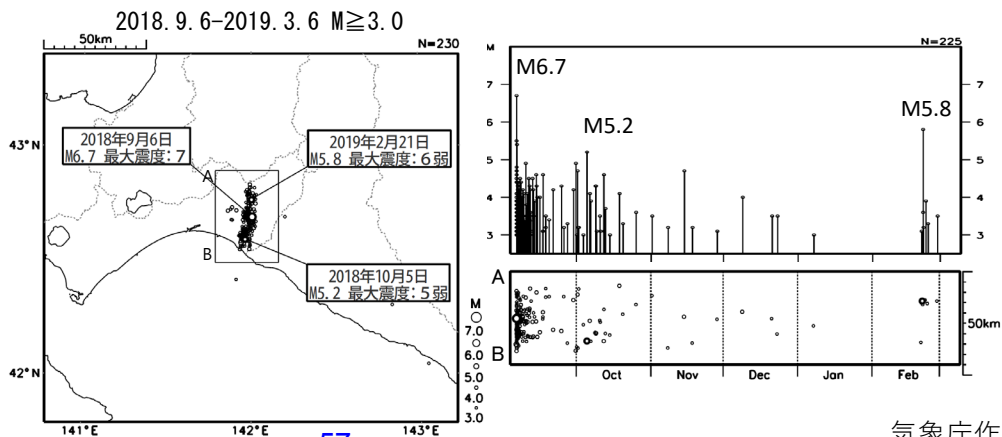 2018.9.6-2019.3.6 M≧3.0
50km
N=230
43°N
42°N
141°E
142°E
143°E
2018年9月6日
M6.7 最大震度:7
2019年2月21日
M5.8 最大震度:6弱
2018年10月5日
M5.2 最大震度:5弱
A
B
M
7.0
6.0
5.0
4.0
3.0
57
M
N=225
7
6
5
4
3
M6.7
M5.2
M5.8
A
B
50km
Oct
Nov
Dec
Jan
Feb
気象庁作